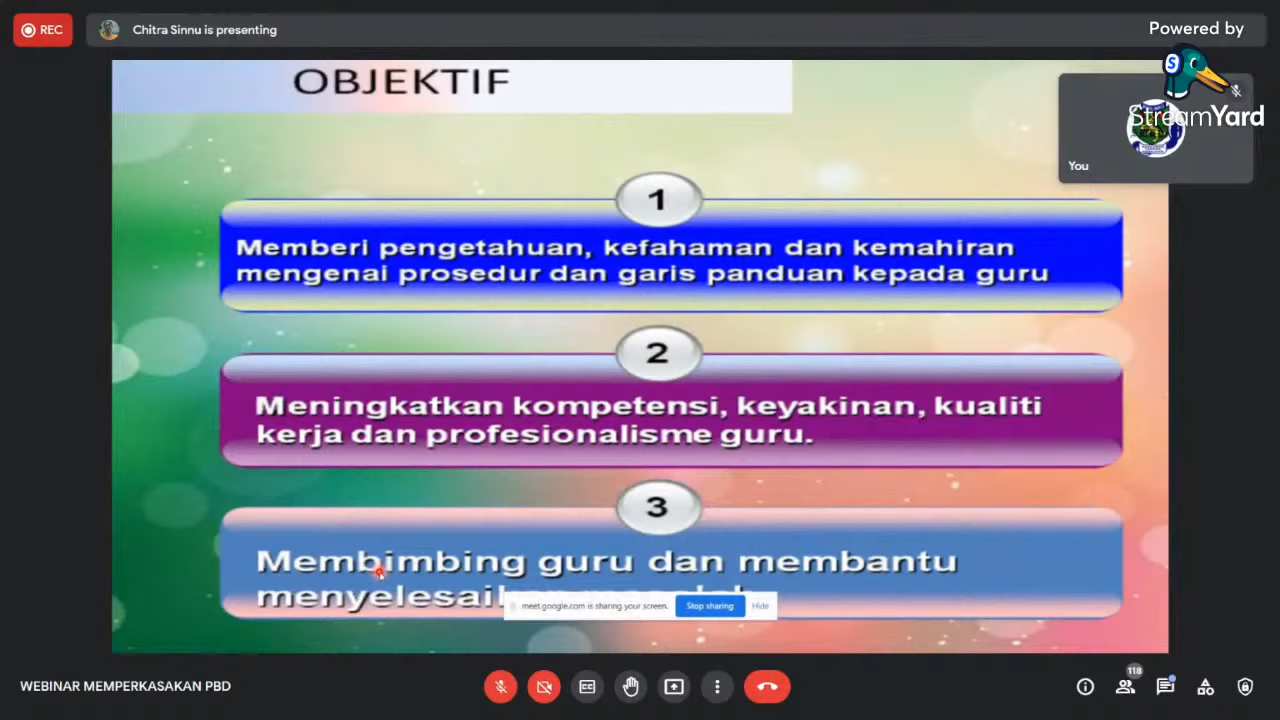 REC
Chitra Sinnu is presenting
Powered by
StreamYard
You
OBJEKTIF
1
Memberi pengetahuan, kefahaman dan kemahiran
mengenai prosedur dan garis panduan kepada guru
2
Meningkatkan kompetensi, keyakinan, kualiti
kerja dan profesionalisme guru.
3
Membimbing guru dan membantu
meet.google.com is sharing your screen.
Stop sharing
Hide
WEBINAR MEMPERKASAKAN PBD
118